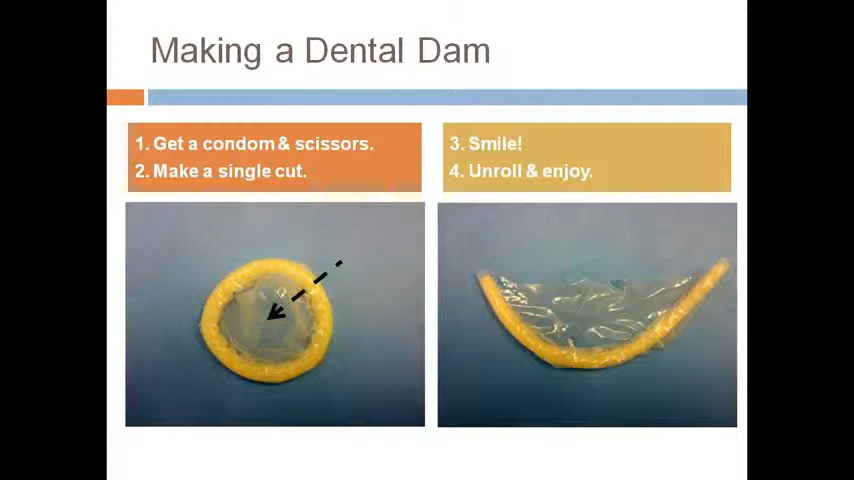 Making a Dental Dam
1. Get a condom & scissors.
2. Make a single cut.
3. Smile!
4. Unroll & enjoy.